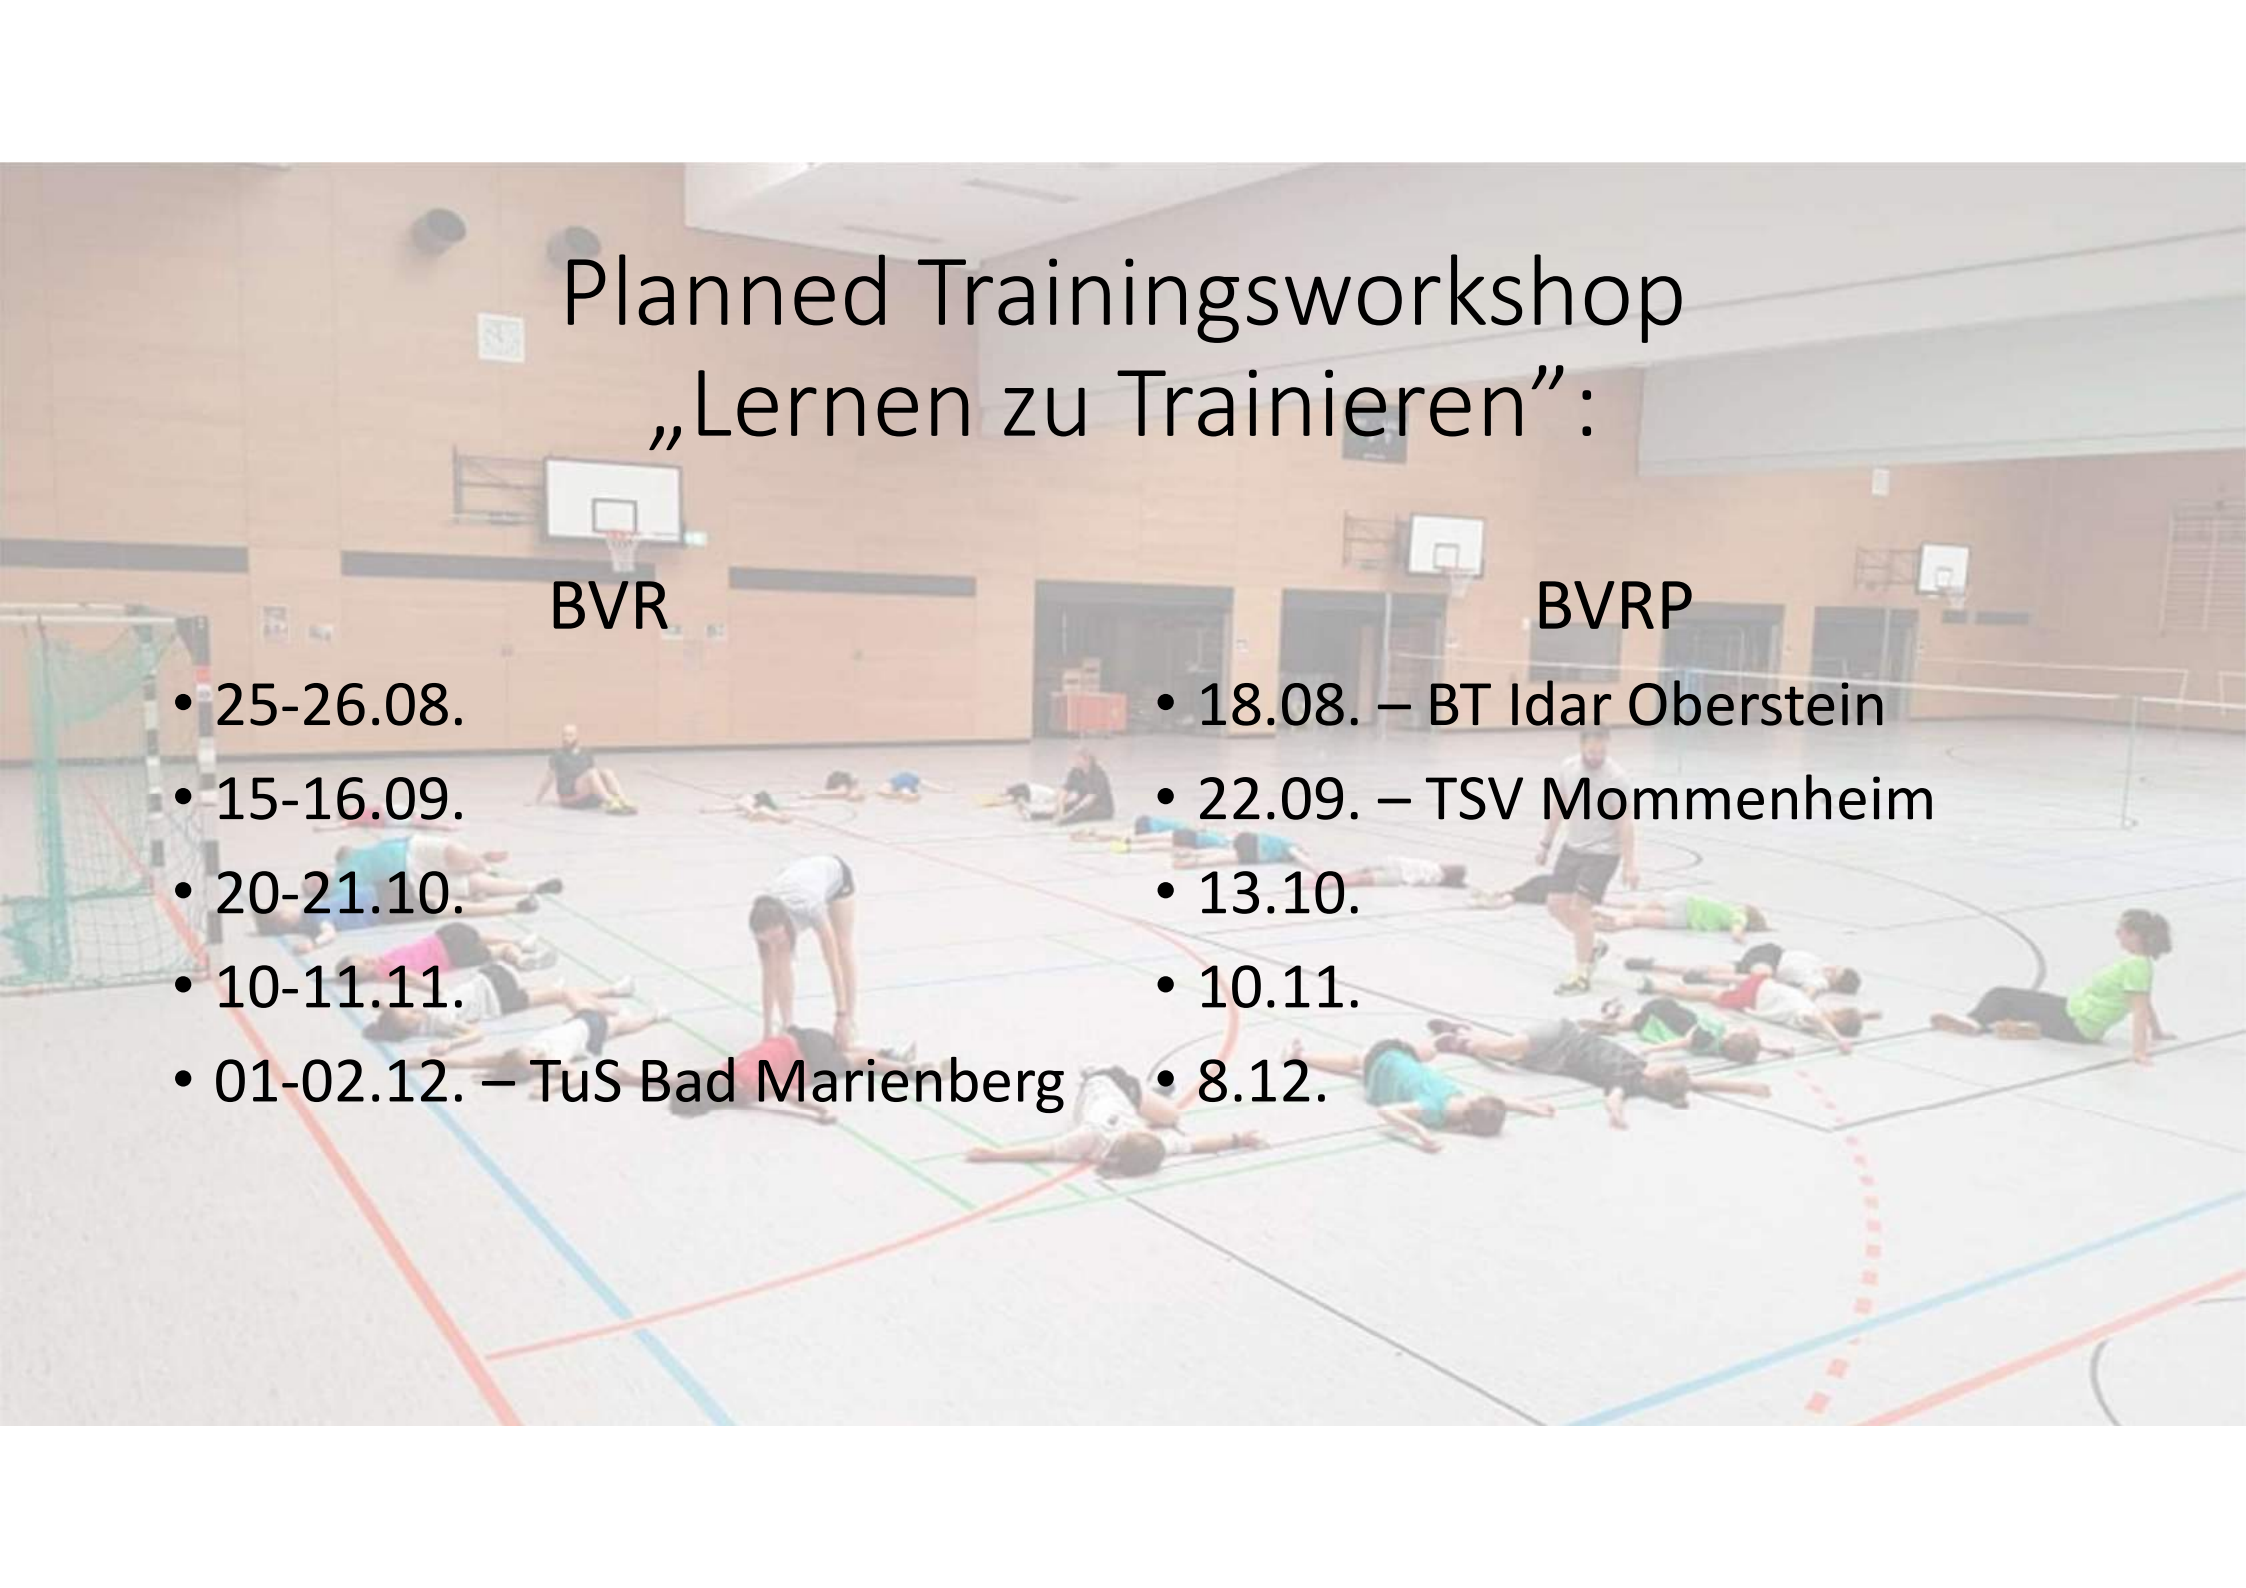 Planned Trainingsworkshop
„Lernen zu Trainieren”:
BVR
• 25-26.08.
• 15-16.09.
• 20-21.10.
• 10-11.11.
• 01-02.12. – TuS Bad Marienberg
BVRP
• 18.08. – BT Idar Oberstein
• 22.09. – TSV Mommenheim
• 13.10.
• 10.11.
• 8.12.